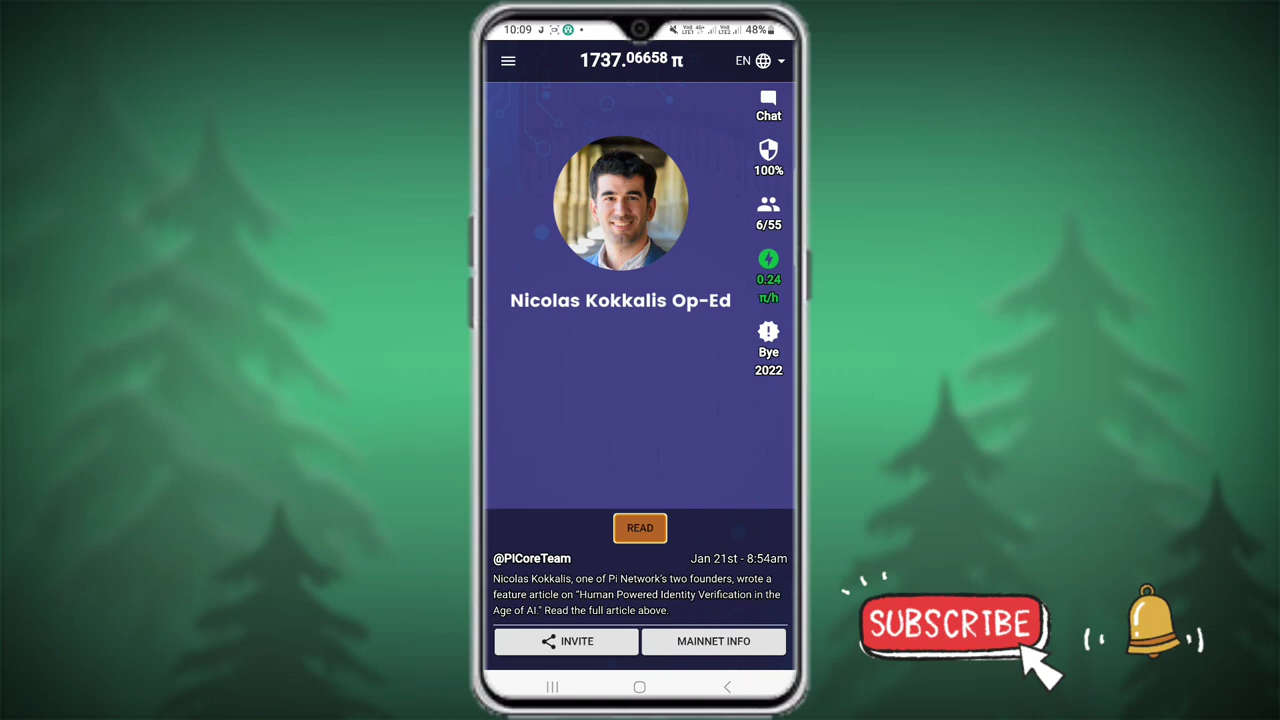 10:09
48%
1737.06658 π
EN
Chat
100%
6/55
0.24
π/h
Bye
2022
Nicolas Kokkalis Op-Ed
READ
@PiCoreTeam
Jan 21st - 8:54am
Nicolas Kokkalis, one of Pi Network's two founders, wrote a
feature article on “Human Powered Identity Verification in the
Age of AI." Read the full article above.
INVITE
MAINNET INFO
SUBSCRIBE